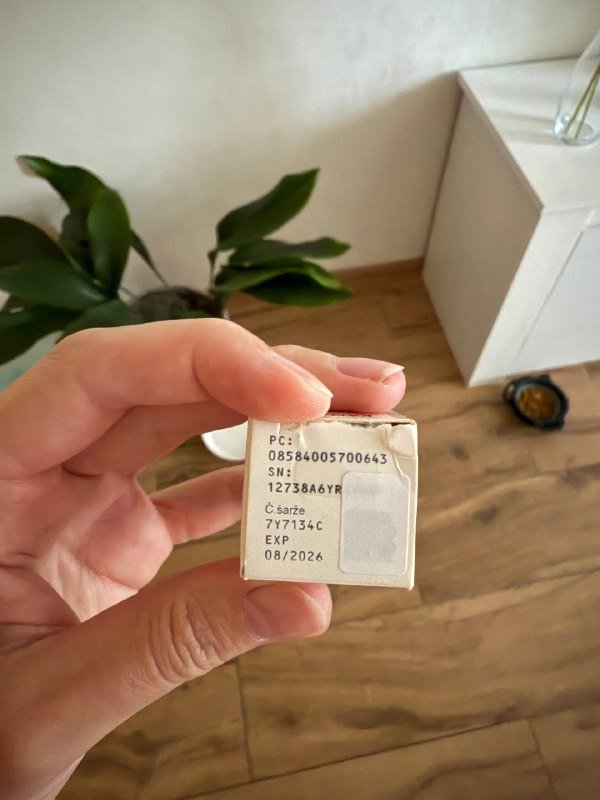 PC:
08584005700643
SN:
12738A6YR
Č.šarže
7Y7134C
EXP
08/2026